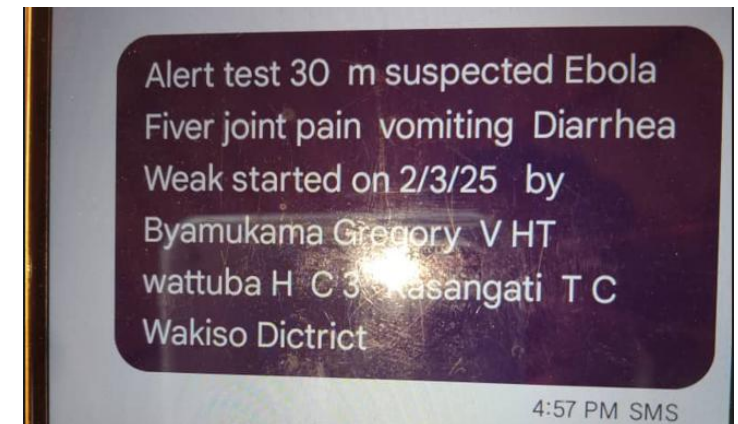 Alert test 30 m suspected Ebola
Fiver joint pain vomiting Diarrhea
Weak started on 2/3/25 by
Byamukama Gregory V HT
wattuba H C 3 Kasangati T C
Wakiso Dictrict
4:57 PM SMS